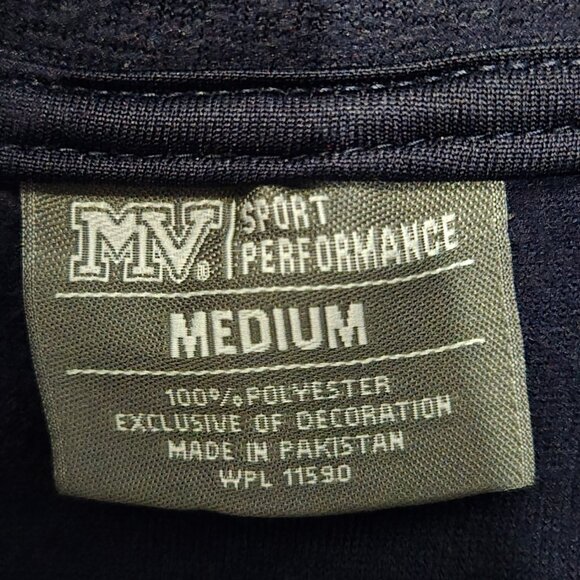 MV® SPORT
PERFORMANCE
MEDIUM
100% POLYESTER
EXCLUSIVE OF DECORATION
MADE IN PAKISTAN
WPL 11590